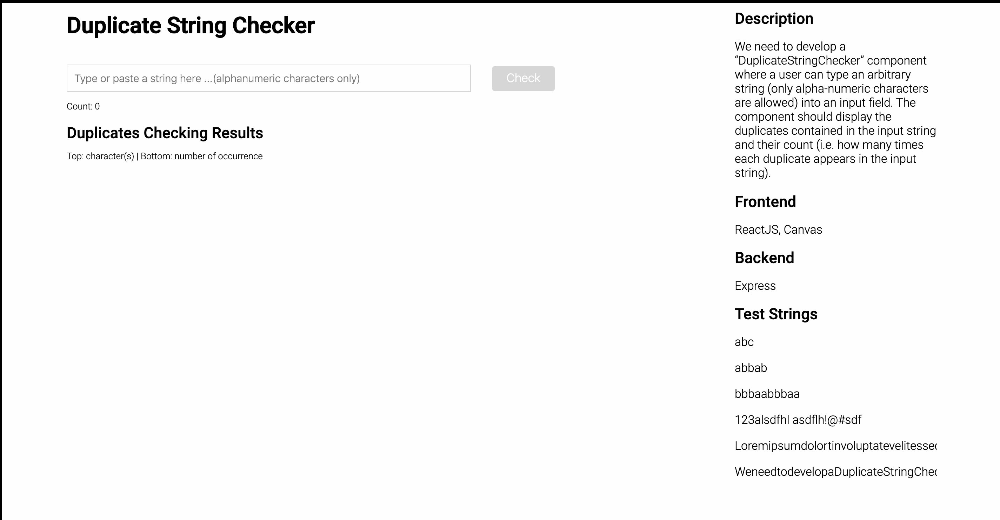 Duplicate String Checker
Type or paste a string here ...(alphanumeric characters only)
Check
Count: 0
Duplicates Checking Results
Top: character(s) | Bottom: number of occurrence
Description
We need to develop a
"DuplicateStringChecker" component
where a user can type an arbitrary
string (only alpha-numeric characters
are allowed) into an input field. The
component should display the
duplicates contained in the input string
and their count (i.e. how many times
each duplicate appears in the input
string).
Frontend
ReactJS, Canvas
Backend
Express
Test Strings
abc
abbab
bbbaabbbaa
123alsdfhl asdflh!@#sdf
Loremipsumdolortinvoluptatevelitesse
WeneedtodevelopaDuplicateStringChe